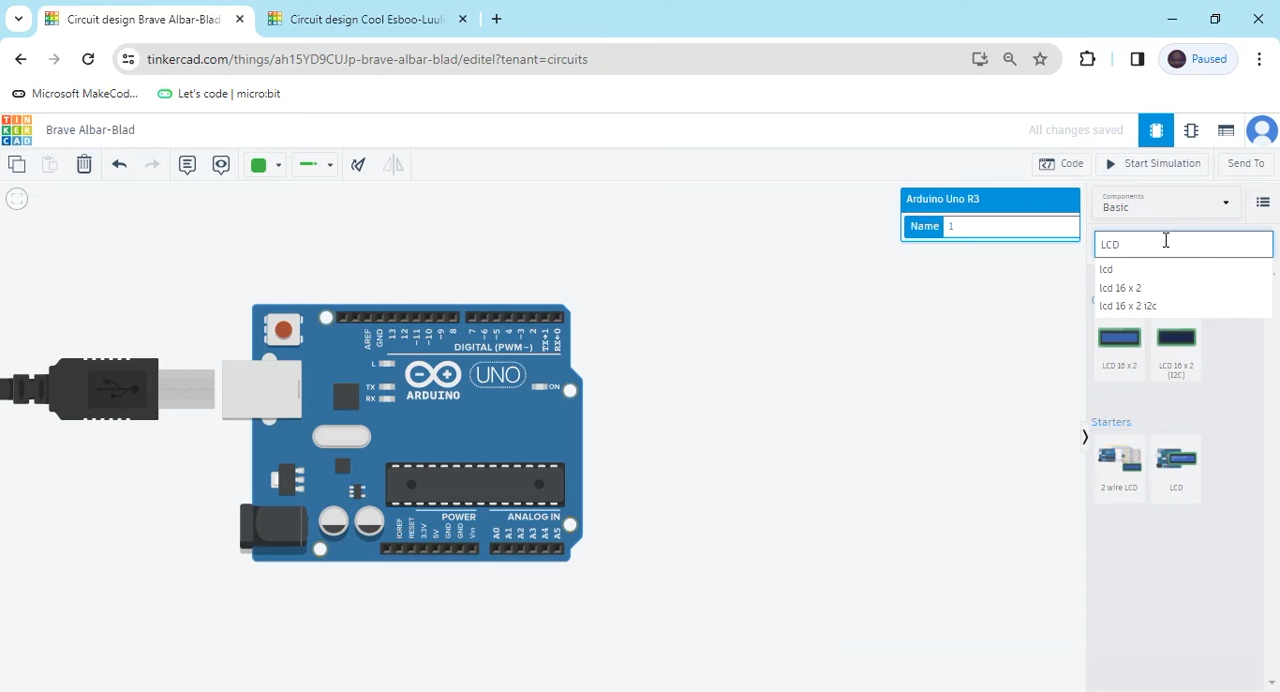 Circuit design Brave Albar-Blad
Circuit design Cool Esboo-Luuli
tinkercad.com/things/ah15YD9CUJp-brave-albar-blad/editel?tenant=circuits
Paused
Microsoft MakeCod...
Let's code | micro:bit
TIN
KER
CAD
Brave Albar-Blad
All changes saved
Code
Start Simulation
Send To
Arduino Uno R3
Name 1
Components
Basic
LCD
lcd
lcd 16 x 2
lcd 16 x 2 i2c
LCD 16 x 2
LCD 16 x 2
(I2C)
Starters
2 wire LCD
LCD
AREF
GND
13
12
~11
~10
~9
8
7
~6
~5
4
~3
2
TX→1
RX←0
DIGITAL (PWM~)
L
TX
RX
UNO
ARDUINO
ON
POWER
ANALOG IN
IOREF
RESET
3.3V
5V
GND
GND
Vin
A0
A1
A2
A3
A4
A5